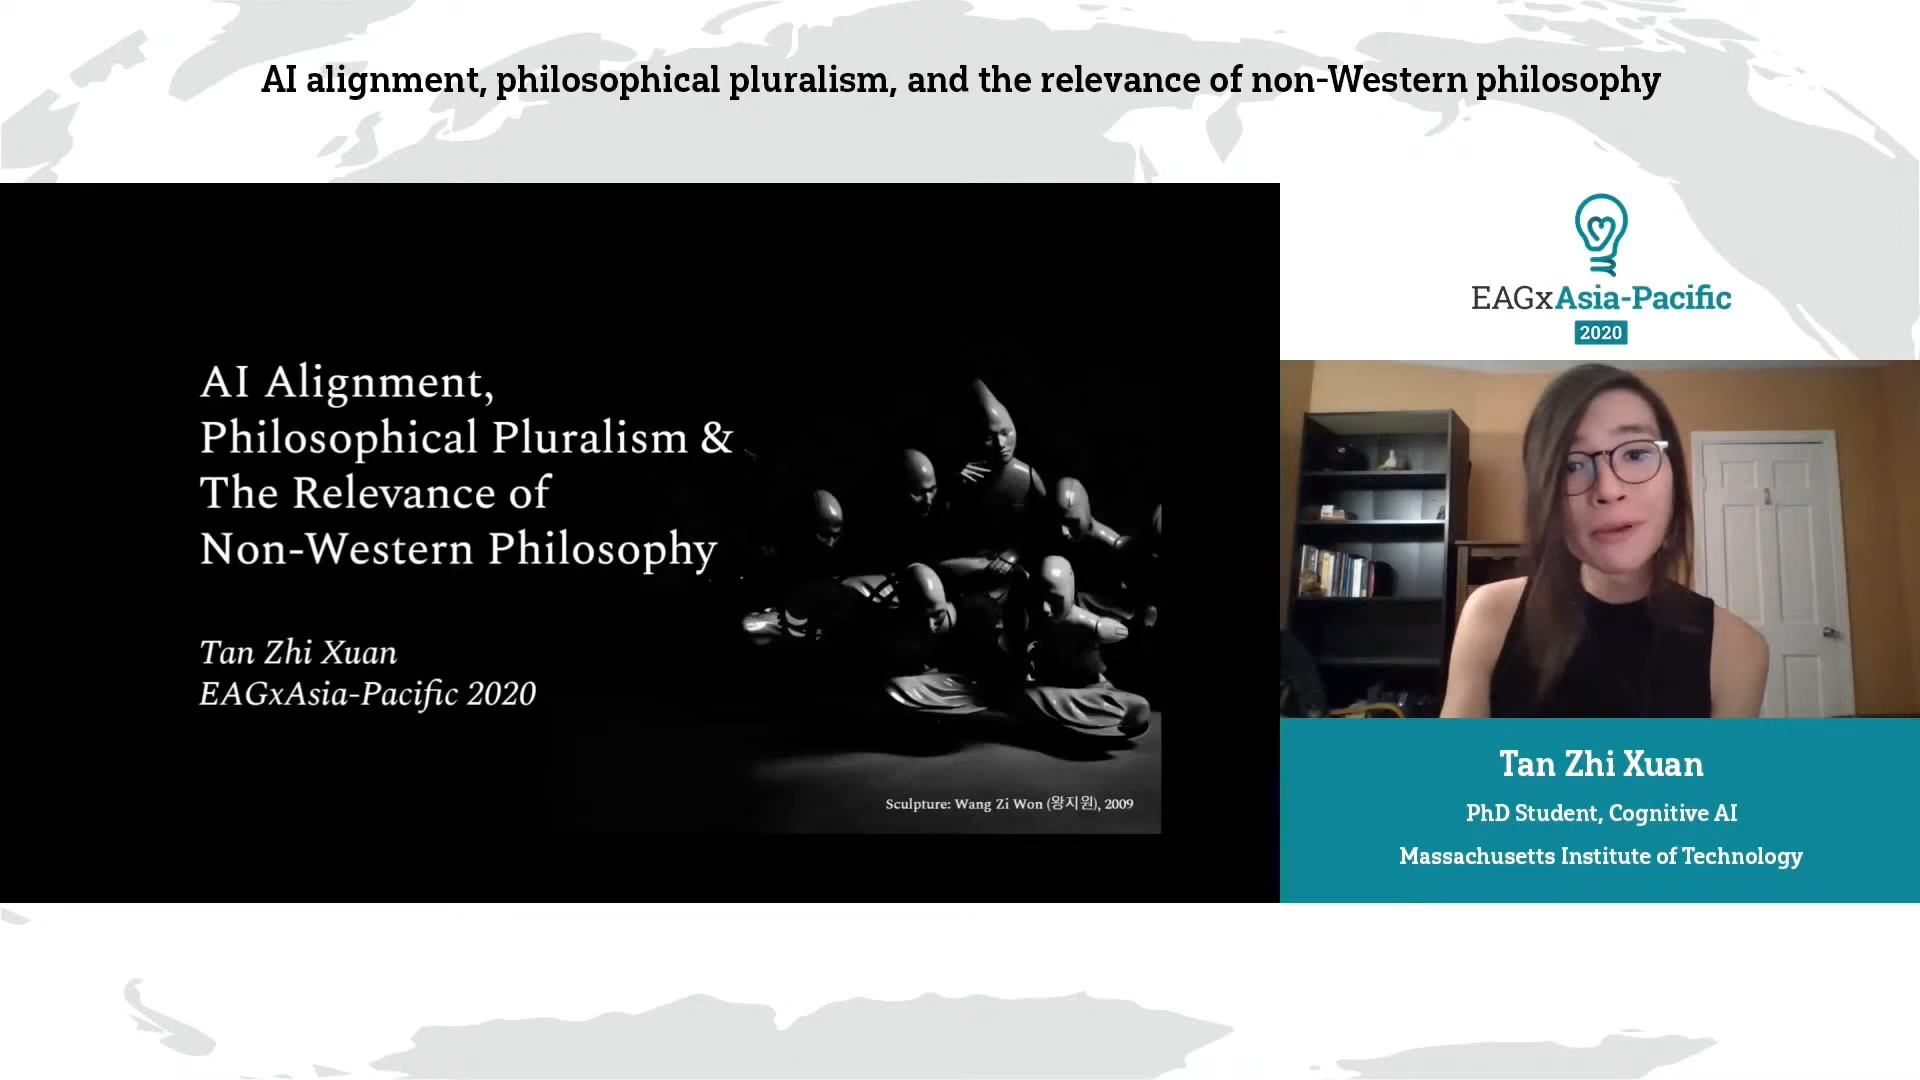 AI alignment, philosophical pluralism, and the relevance of non-Western philosophy
AI Alignment,
Philosophical Pluralism &
The Relevance of
Non-Western Philosophy
Tan Zhi Xuan
EAGxAsia-Pacific 2020
Sculpture: Wang Zi Won (왕지원), 2009
EAGxAsia-Pacific
2020
Tan Zhi Xuan
PhD Student, Cognitive AI
Massachusetts Institute of Technology